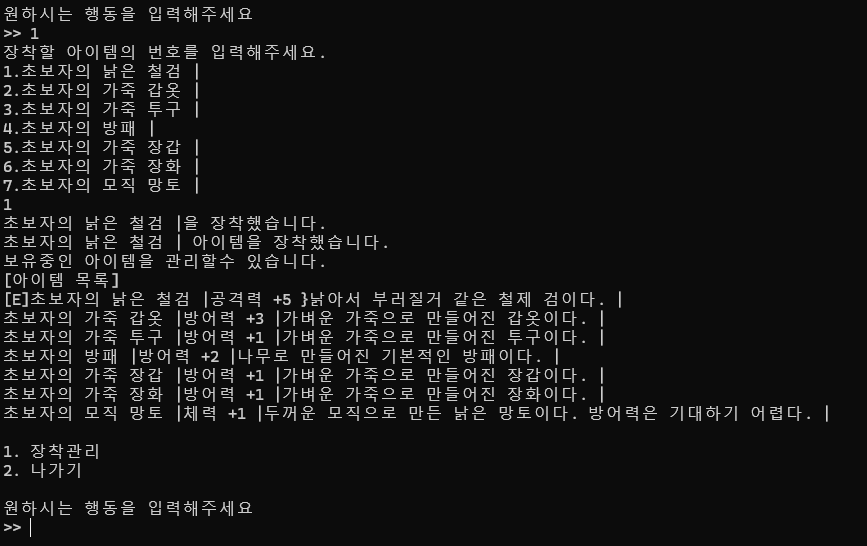 원하시는 행동을 입력해주세요
>> 1
장착할 아이템의 번호를 입력해주세요.
1.초보자의 낡은 철검 |
2.초보자의 가죽 갑옷 |
3.초보자의 가죽 투구 |
4.초보자의 방패 |
5.초보자의 가죽 장갑 |
6.초보자의 가죽 장화 |
7.초보자의 모직 망토 |
1
초보자의 낡은 철검 |을 장착했습니다.
초보자의 낡은 철검 | 아이템을 장착했습니다.
보유중인 아이템을 관리할수 있습니다.
[아이템 목록]
[E]초보자의 낡은 철검 |공격력 +5 }낡아서 부러질거 같은 철제 검이다. |
초보자의 가죽 갑옷 |방어력 +3 |가벼운 가죽으로 만들어진 갑옷이다. |
초보자의 가죽 투구 |방어력 +1 |가벼운 가죽으로 만들어진 투구이다. |
초보자의 방패 |방어력 +2 |나무로 만들어진 기본적인 방패이다. |
초보자의 가죽 장갑 |방어력 +1 |가벼운 가죽으로 만들어진 장갑이다. |
초보자의 가죽 장화 |방어력 +1 |가벼운 가죽으로 만들어진 장화이다. |
초보자의 모직 망토 |체력 +1 |두꺼운 모직으로 만든 낡은 망토이다. 방어력은 기대하기 어렵다. |
1. 장착관리
2. 나가기
원하시는 행동을 입력해주세요
>>